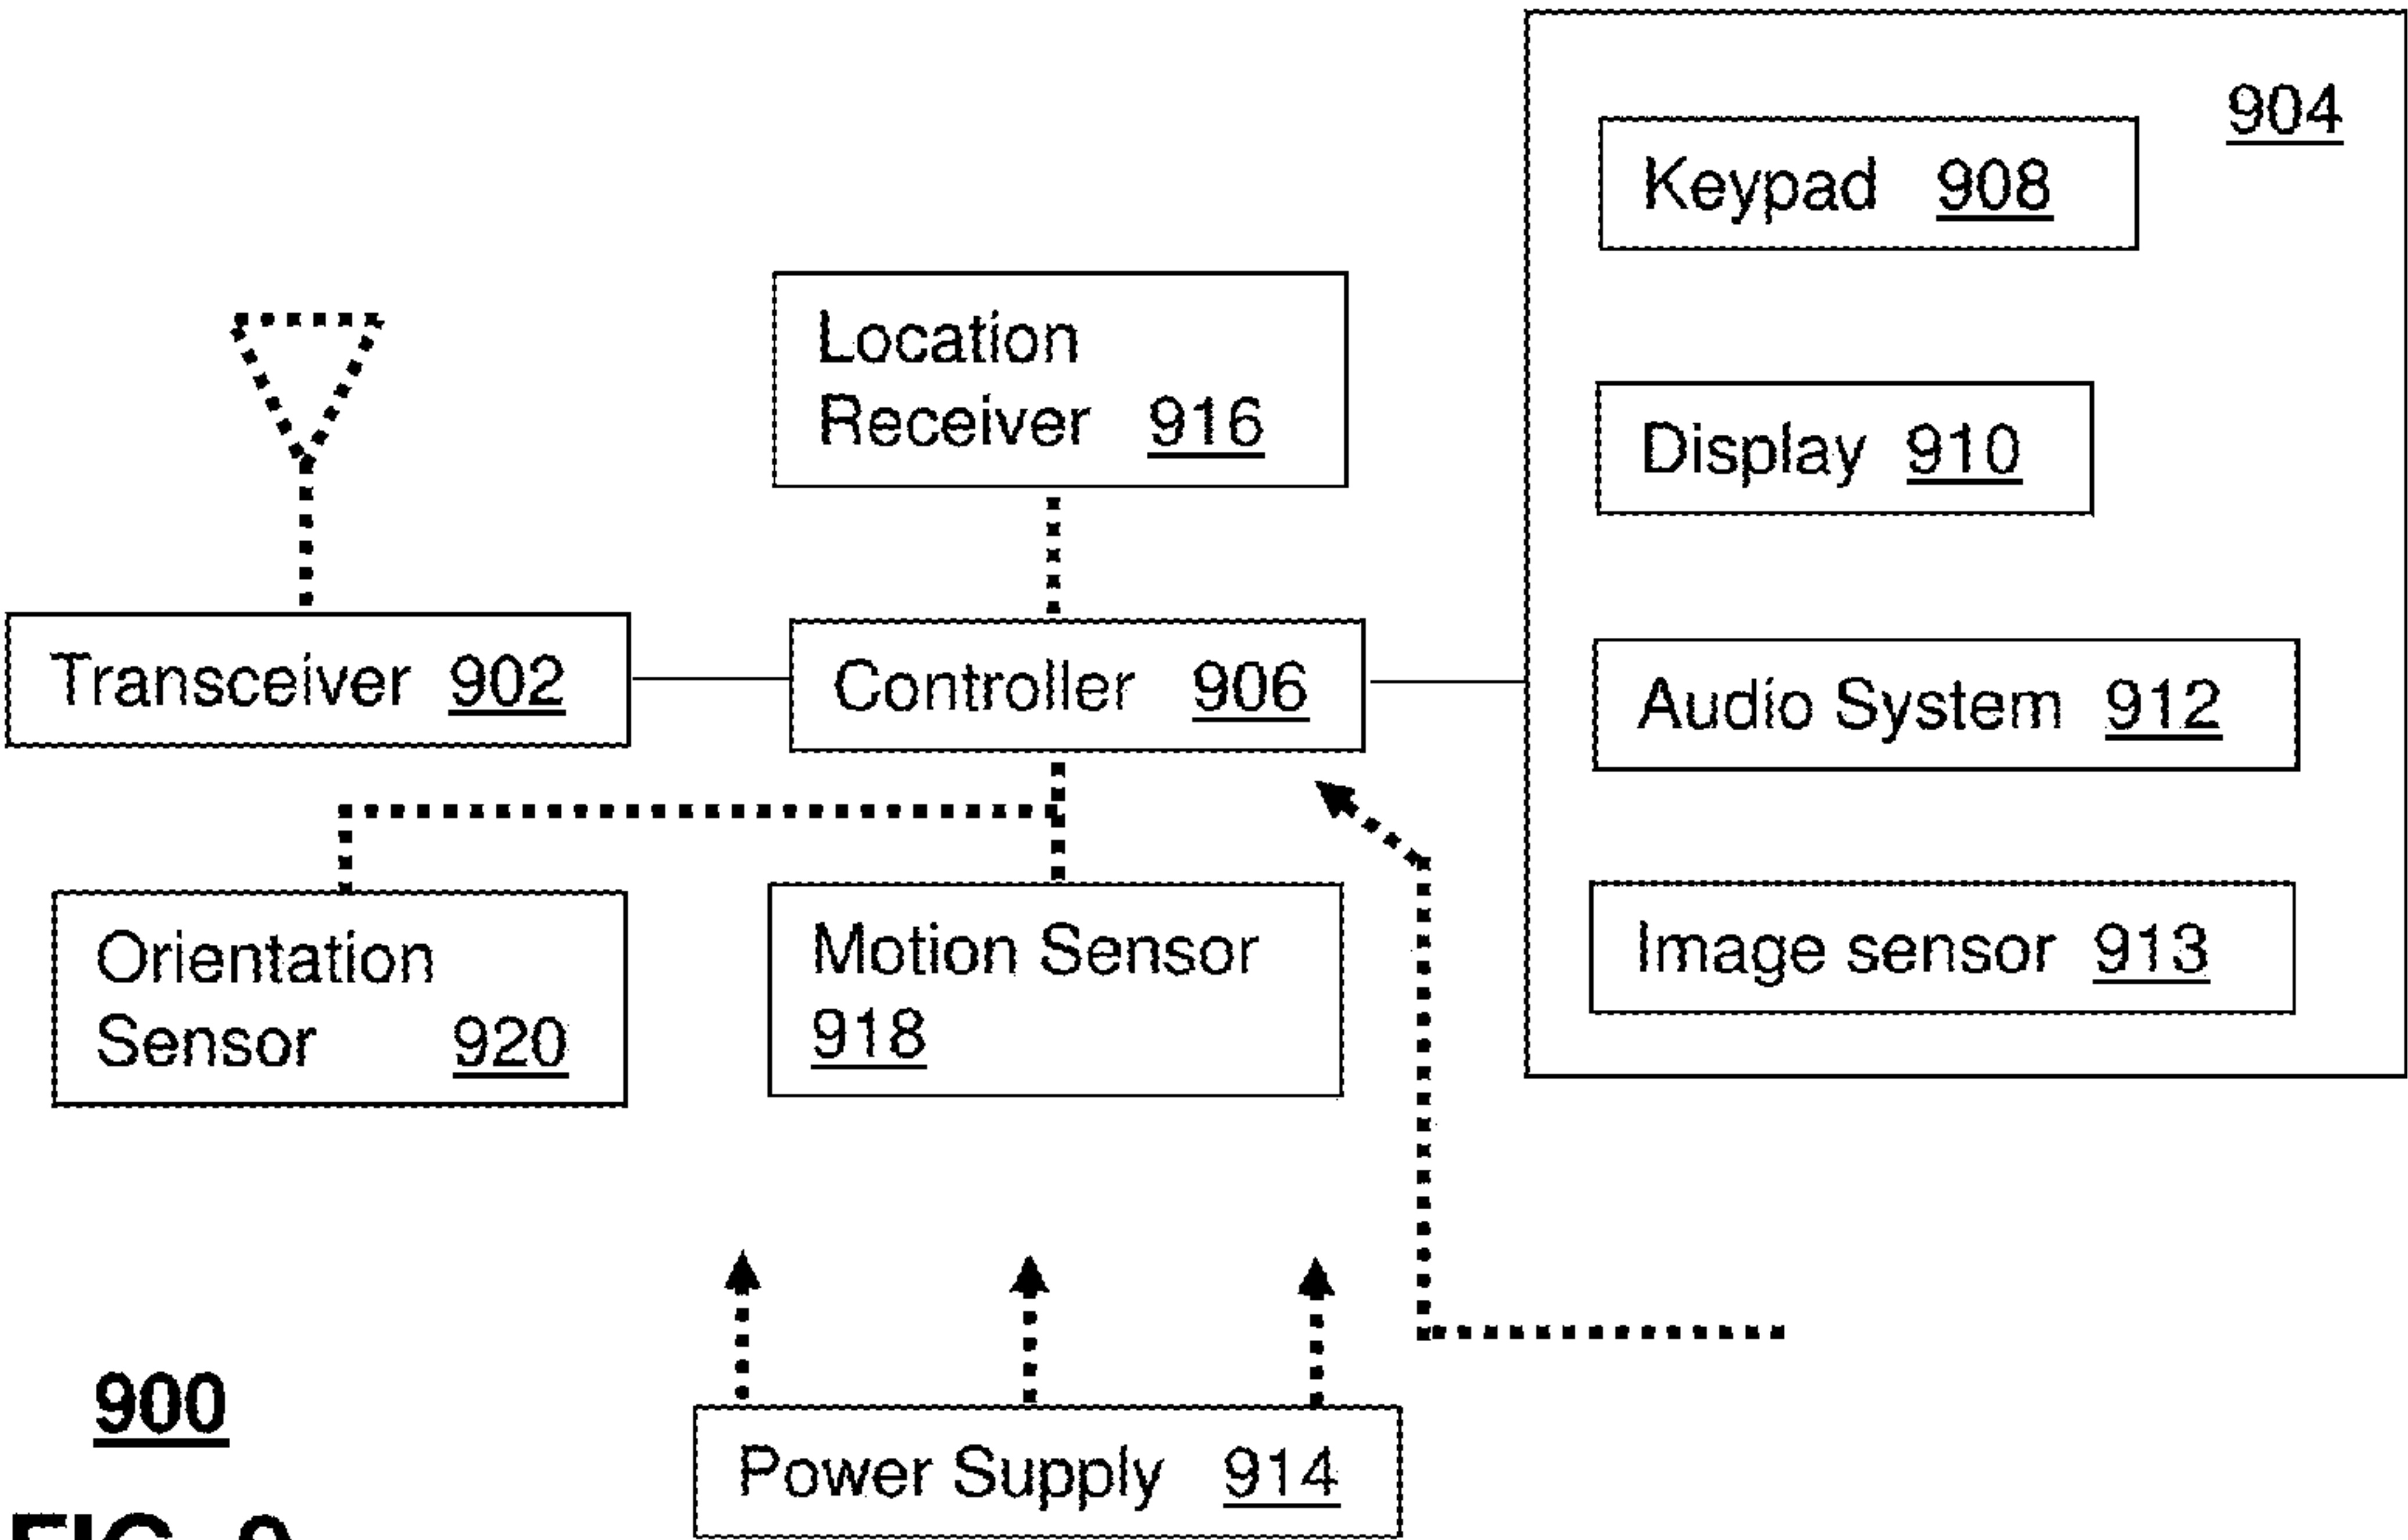 904
Keypad 908
Location
Receiver 916
Display 910
Transceiver 902
Controller 906
Audio System 912
Orientation
Sensor 920
Motion Sensor
918
Image sensor 913
900
Power Supply 914